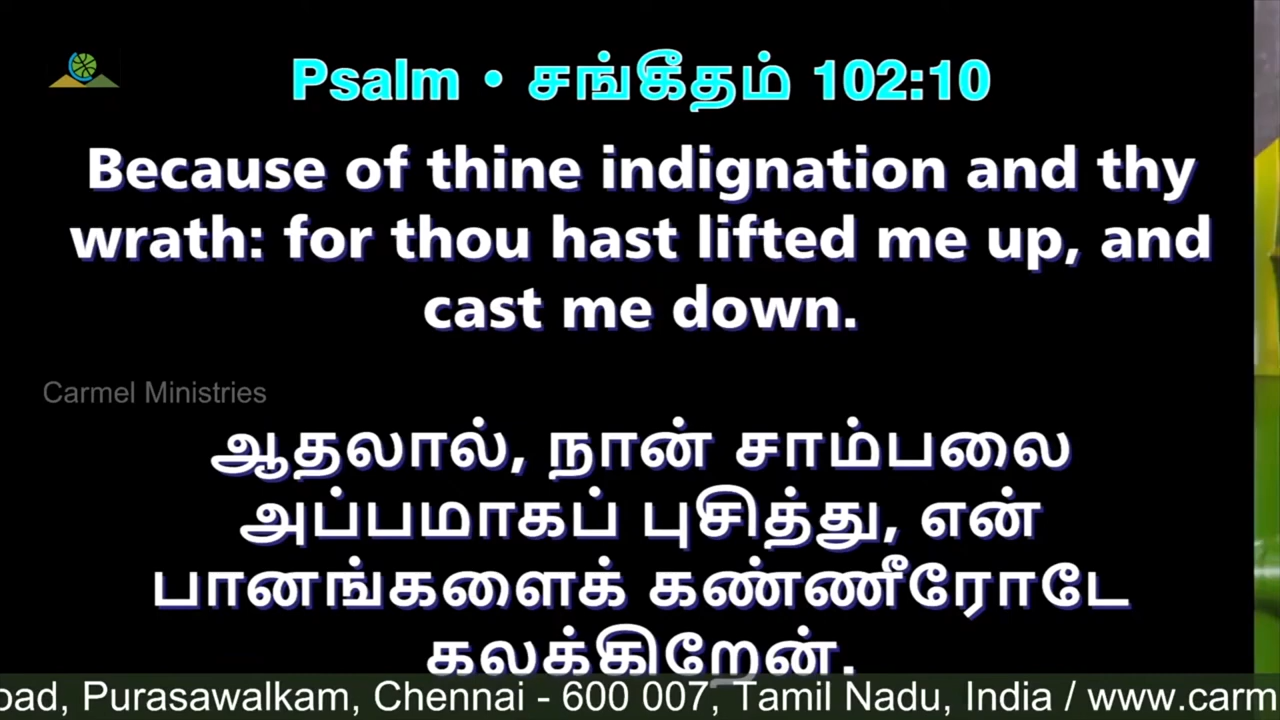 Psalm • சங்கீதம் 102:10
Because of thine indignation and thy
wrath: for thou hast lifted me up, and
cast me down.
Carmel Ministries
ஆதலால், நான் சாம்பலை
அப்பமாகப் புசித்து, என்
பானங்களைக் கண்ணீரோடே
கலக்கிறேன்.
Purasawalkam, Chennai - 600 007, Tamil Nadu, India / www.carm